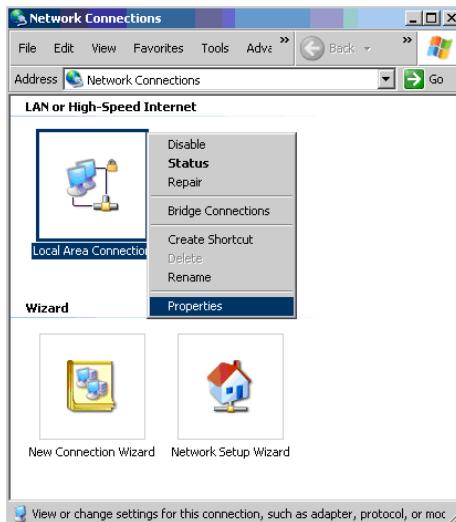 Network Connections
File Edit View Favorites Tools Adva » Back »
Address Network Connections Go
LAN or High-Speed Internet
Local Area Connection
Disable
Status
Repair
Bridge Connections
Create Shortcut
Delete
Rename
Properties
Wizard
New Connection Wizard Network Setup Wizard
View or change settings for this connection, such as adapter, protocol, or moc